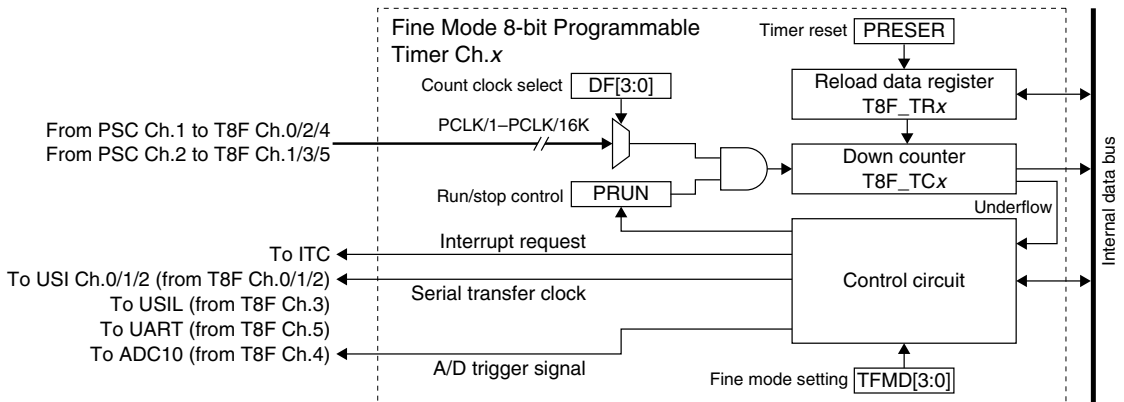 Fine Mode 8-bit Programmable
Timer Ch.x
Timer reset PRESER
Count clock select DF[3:0]
Reload data register
T8F_TRx
From PSC Ch.1 to T8F Ch.0/2/4
From PSC Ch.2 to T8F Ch.1/3/5
PCLK/1–PCLK/16K
Down counter
T8F_TCx
Run/stop control PRUN
Underflow
Internal data bus
Interrupt request
To ITC
To USI Ch.0/1/2 (from T8F Ch.0/1/2)
Serial transfer clock
Control circuit
To USIL (from T8F Ch.3)
To UART (from T8F Ch.5)
To ADC10 (from T8F Ch.4)
A/D trigger signal
Fine mode setting TFMD[3:0]